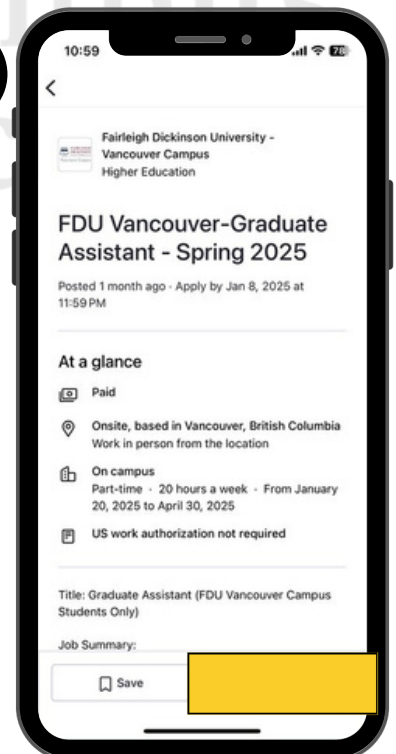 10:59
78
Fairleigh Dickinson University -
Vancouver Campus
Higher Education
FDU Vancouver-Graduate
Assistant - Spring 2025
Posted 1 month ago · Apply by Jan 8, 2025 at
11:59 PM
At a glance
Paid
Onsite, based in Vancouver, British Columbia
Work in person from the location
On campus
Part-time · 20 hours a week · From January
20, 2025 to April 30, 2025
US work authorization not required
Title: Graduate Assistant (FDU Vancouver Campus
Students Only)
Job Summary:
Save